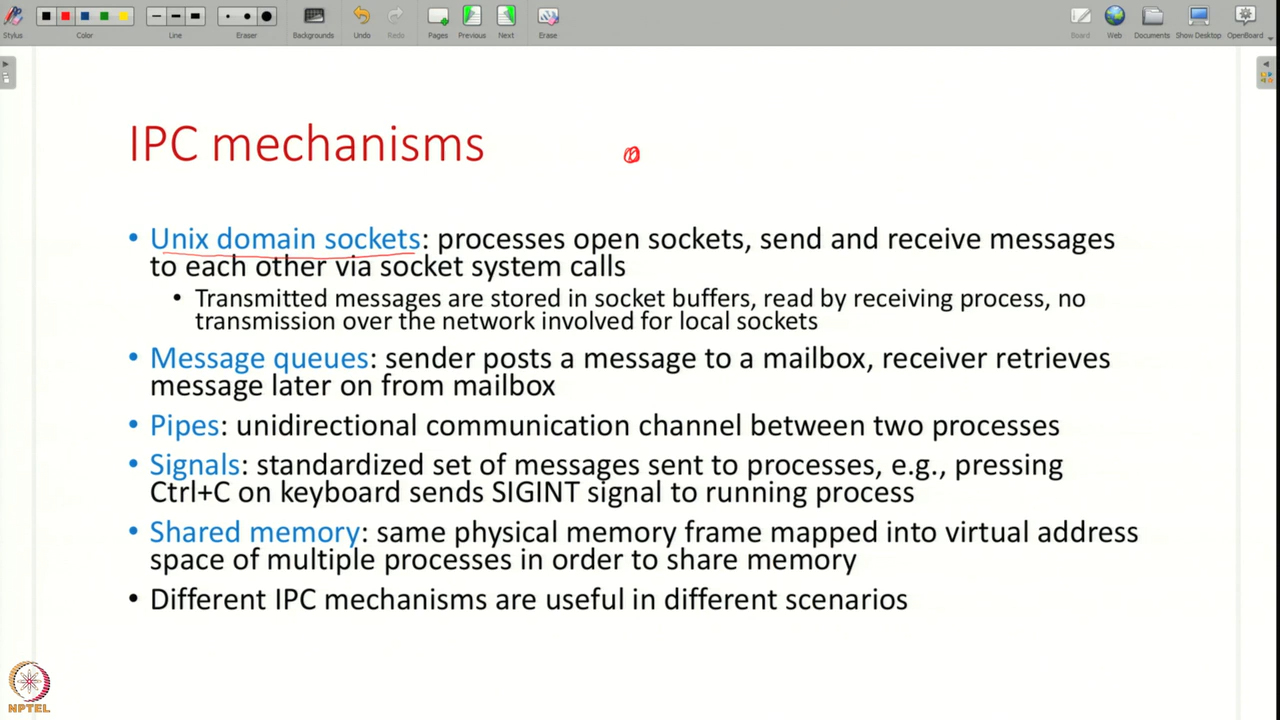 Stylus
Color
Line
Eraser
Backgrounds
Undo
Redo
Pages
Previous
Next
Erase
Board
Web
Documents
Show Desktop
OpenBoard
IPC mechanisms
• Unix domain sockets: processes open sockets, send and receive messages
to each other via socket system calls
• Transmitted messages are stored in socket buffers, read by receiving process, no
transmission over the network involved for local sockets
• Message queues: sender posts a message to a mailbox, receiver retrieves
message later on from mailbox
• Pipes: unidirectional communication channel between two processes
• Signals: standardized set of messages sent to processes, e.g., pressing
Ctrl+C on keyboard sends SIGINT signal to running process
• Shared memory: same physical memory frame mapped into virtual address
space of multiple processes in order to share memory
• Different IPC mechanisms are useful in different scenarios
NPTEL